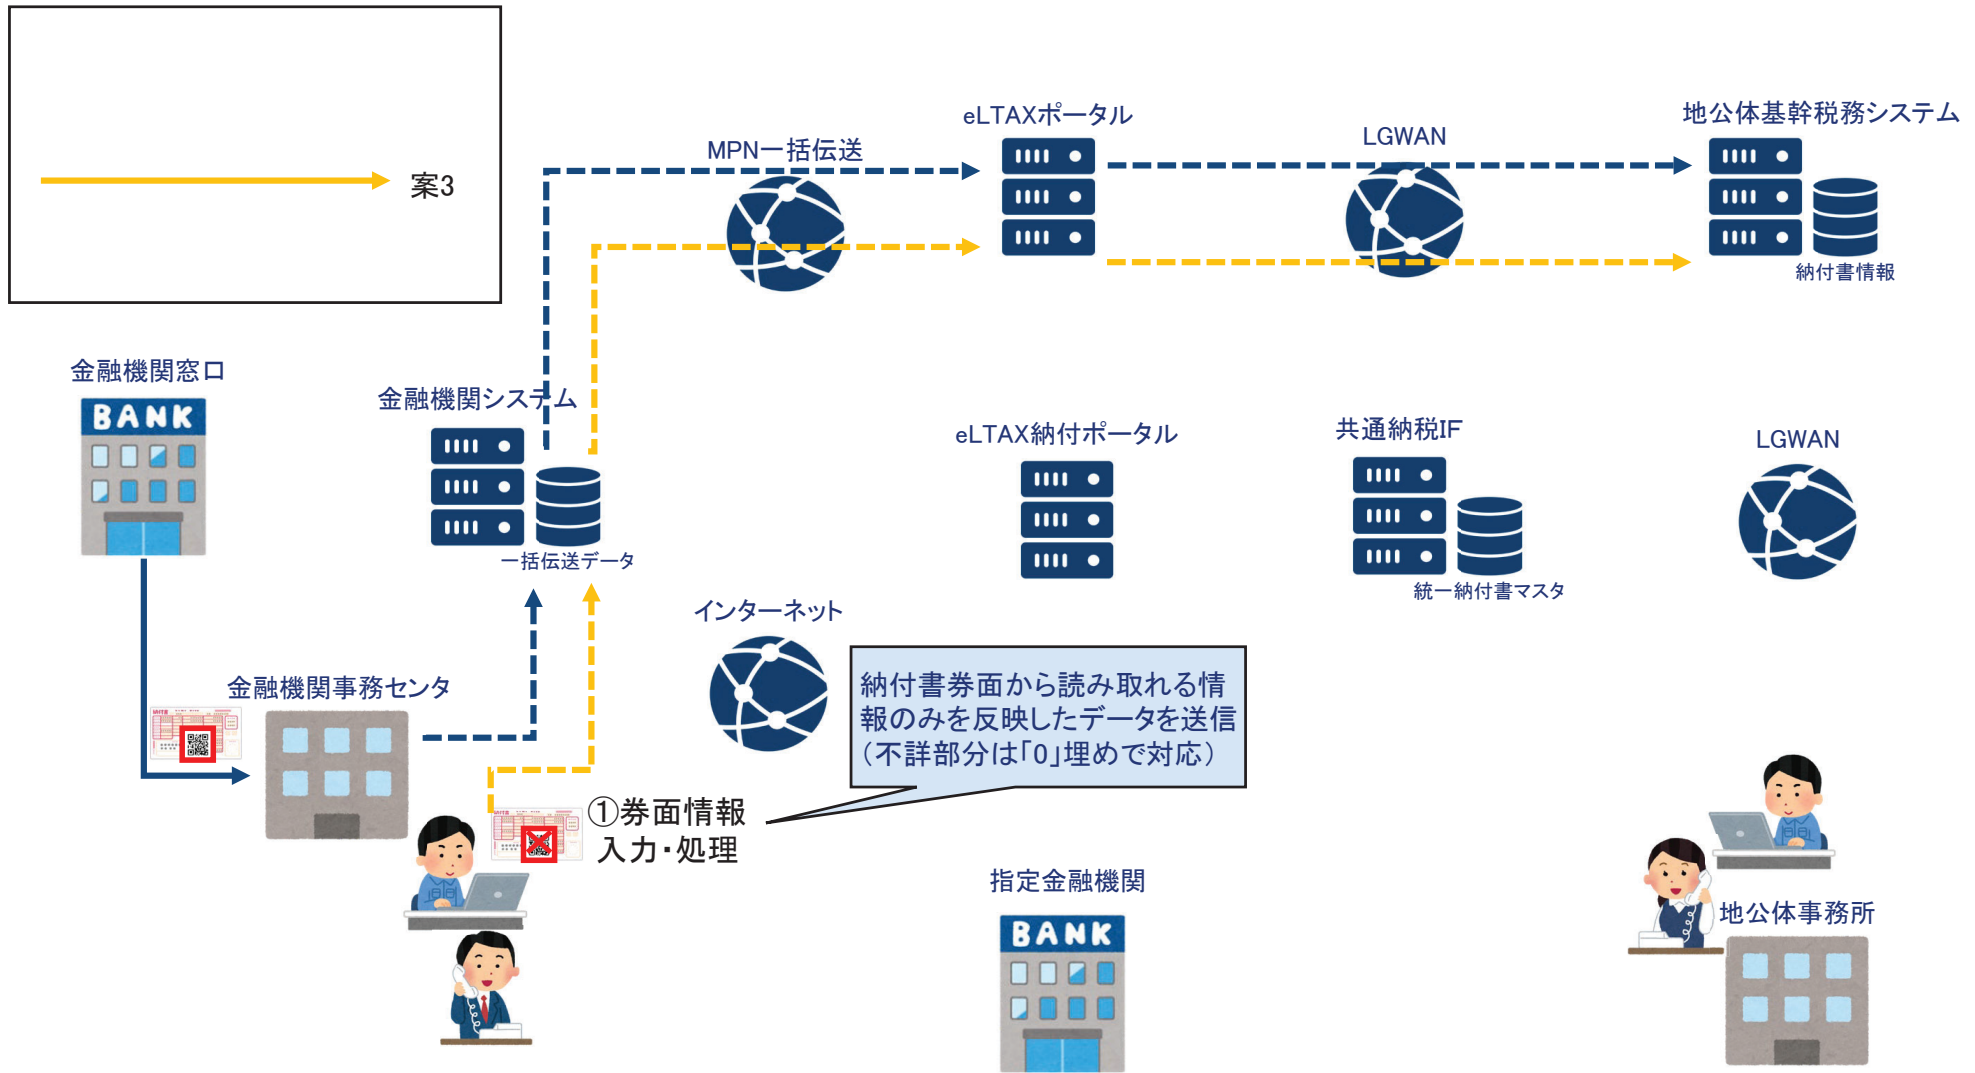 案3
eLTAXポータル
地公体基幹税務システム
MPN一括伝送
LGWAN
納付書情報
金融機関窓口
BANK
金融機関システム
一括伝送データ
eLTAX納付ポータル
共通納税IF
統一納付書マスタ
LGWAN
インターネット
金融機関事務センタ
納付書券面から読み取れる情
報のみを反映したデータを送信
（不詳部分は「0」埋めで対応）
①券面情報
入力・処理
指定金融機関
BANK
地公体事務所